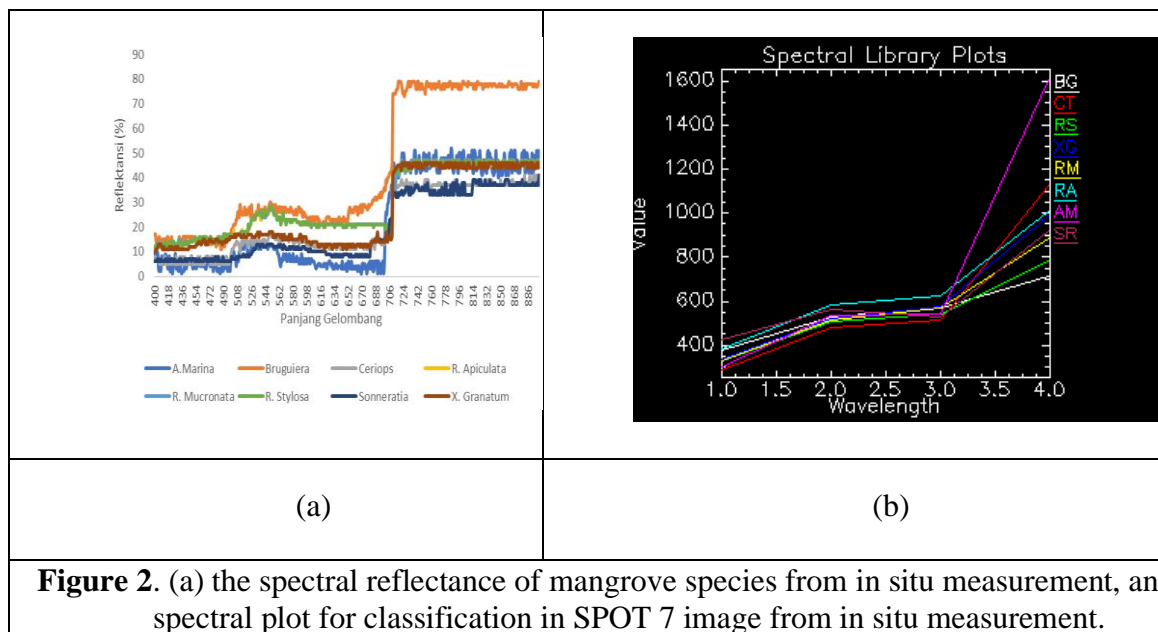 90
80
70
60
50
40
30
20
10
0
Reflektansi (%)
400 418 436 454 472 490 508 526 544 562 580 598 616 634 652 670 688 706 724 742 760 778 796 814 832 850 868 886
Panjang Gelombang
A.Marina Bruguiera Ceriops R. Apiculata
R. Mucronata R. Stylosa Sonneratia X. Granatum
Spectral Library Plots
1600
1400
1200
1000
800
600
400
Value
1.0 1.5 2.0 2.5 3.0 3.5 4.0
Wavelength
BG
CT
RS
XG
RM
RA
AM
SR
(a) (b)
Figure 2. (a) the spectral reflectance of mangrove species from in situ measurement, an
spectral plot for classification in SPOT 7 image from in situ measurement.